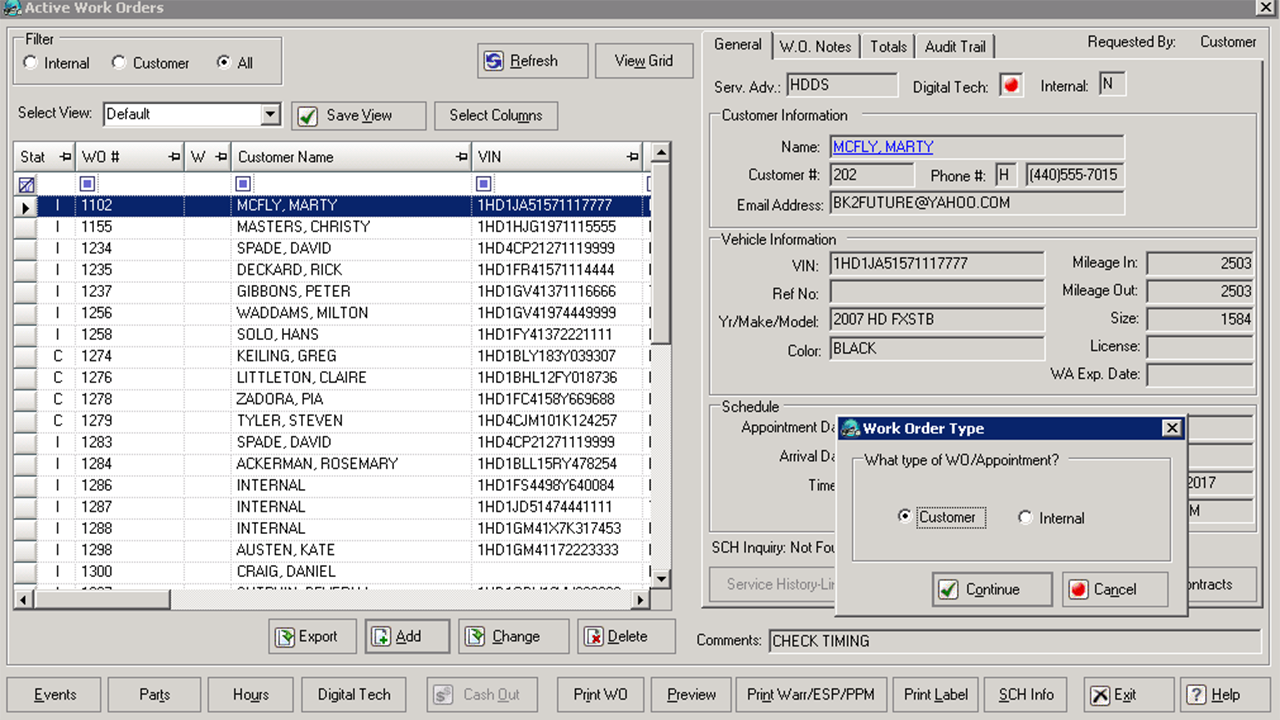 Active Work Orders
Filter
Internal Customer All
Refresh View Grid
Select View: Default Save View Select Columns
Stat WO # W Customer Name VIN
I 1102 MCFLY, MARTY 1HD1JA51571117777
I 1155 MASTERS, CHRISTY 1HD1HJG1971115555
I 1234 SPADE, DAVID 1HD4CP21271119999
I 1235 DECKARD, RICK 1HD1FR41571114444
I 1237 GIBBONS, PETER 1HD1GV41371116666
I 1256 WADDAMS, MILTON 1HD1GV41974449999
I 1258 SOLO, HANS 1HD1FY41372221111
C 1274 KEILING, GREG 1HD1BLY183Y039307
C 1276 LITTLETON, CLAIRE 1HD1BHL12FY018736
C 1278 ZADORA, PIA 1HD1FC4158Y669688
C 1279 TYLER, STEVEN 1HD4CJM101K124257
I 1283 SPADE, DAVID 1HD4CP21271119999
I 1284 ACKERMAN, ROSEMARY 1HD1BLL15RY478254
I 1286 INTERNAL 1HD1FS4498Y640084
I 1287 INTERNAL 1HD1JD51474441111
I 1288 INTERNAL 1HD1GM41X7K317453
I 1298 AUSTEN, KATE 1HD1GM41172223333
I 1300 CRAIG, DANIEL
Export Add Change Delete
General W.O. Notes Totals Audit Trail Requested By: Customer
Serv. Adv.: HDDS Digital Tech: Internal: N
Customer Information
Name: MCFLY, MARTY
Customer #: 202 Phone #: H (440)555-7015
Email Address: BK2FUTURE@YAHOO.COM
Vehicle Information
VIN: 1HD1JA51571117777 Mileage In: 2503
Ref No: Mileage Out: 2503
Yr/Make/Model: 2007 HD FXSTB Size: 1584
Color: BLACK License:
WA Exp. Date:
Schedule
Appointment Da
Arrival Da
Time 2017
M
SCH Inquiry: Not Fou
Service History-Li ontracts
Work Order Type
What type of WO/Appointment?
Customer Internal
Continue Cancel
Comments: CHECK TIMING
Events Parts Hours Digital Tech Cash Out Print WO Preview Print Warr/ESP/PPM Print Label SCH Info Exit Help